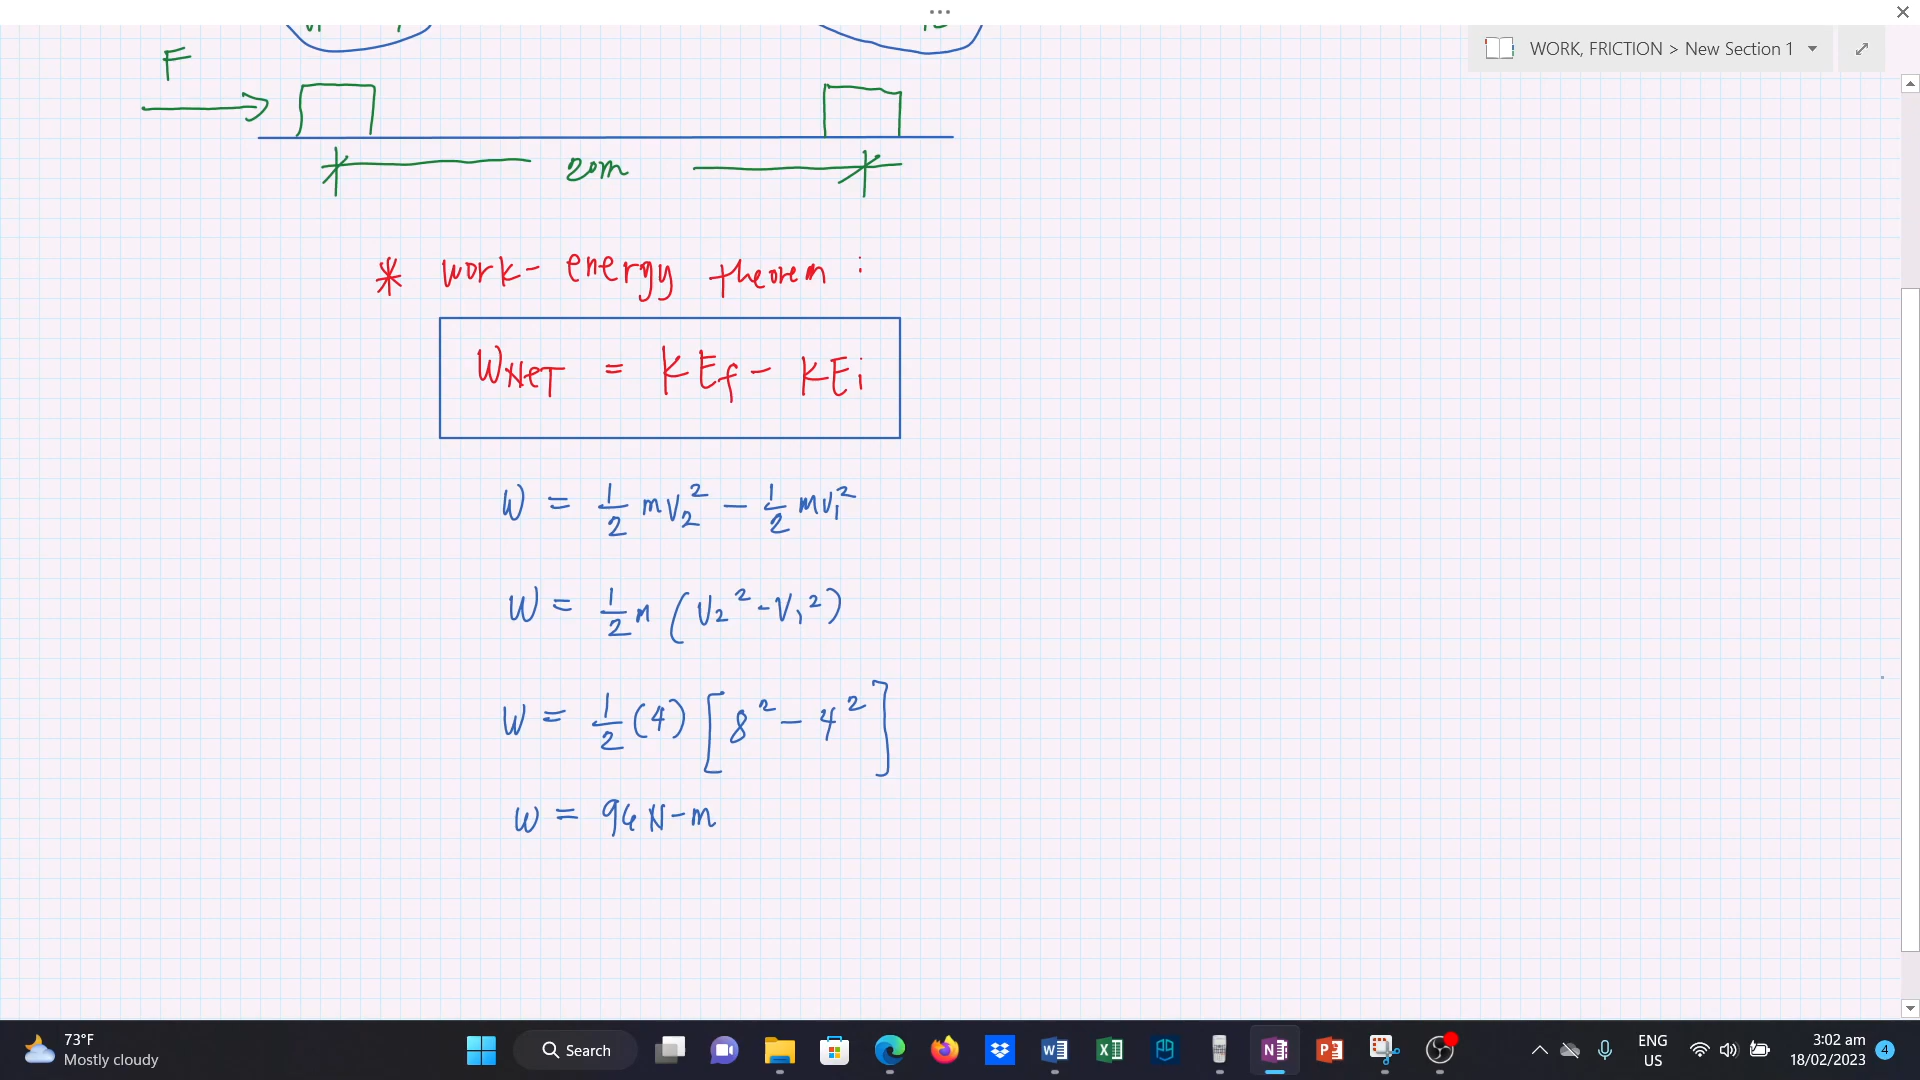 WORK, FRICTION > New Section 1
F
20m
* work-energy theorem :
WNET = KEf - KEi
W = 1/2 mV₂² - 1/2 mV₁²
W = 1/2 m (V₂² - V₁²)
W = 1/2 (4) [8² - 4²]
W = 96 N-m
73°F
Mostly cloudy
Search
ENG
US
3:02 am
18/02/2023
4